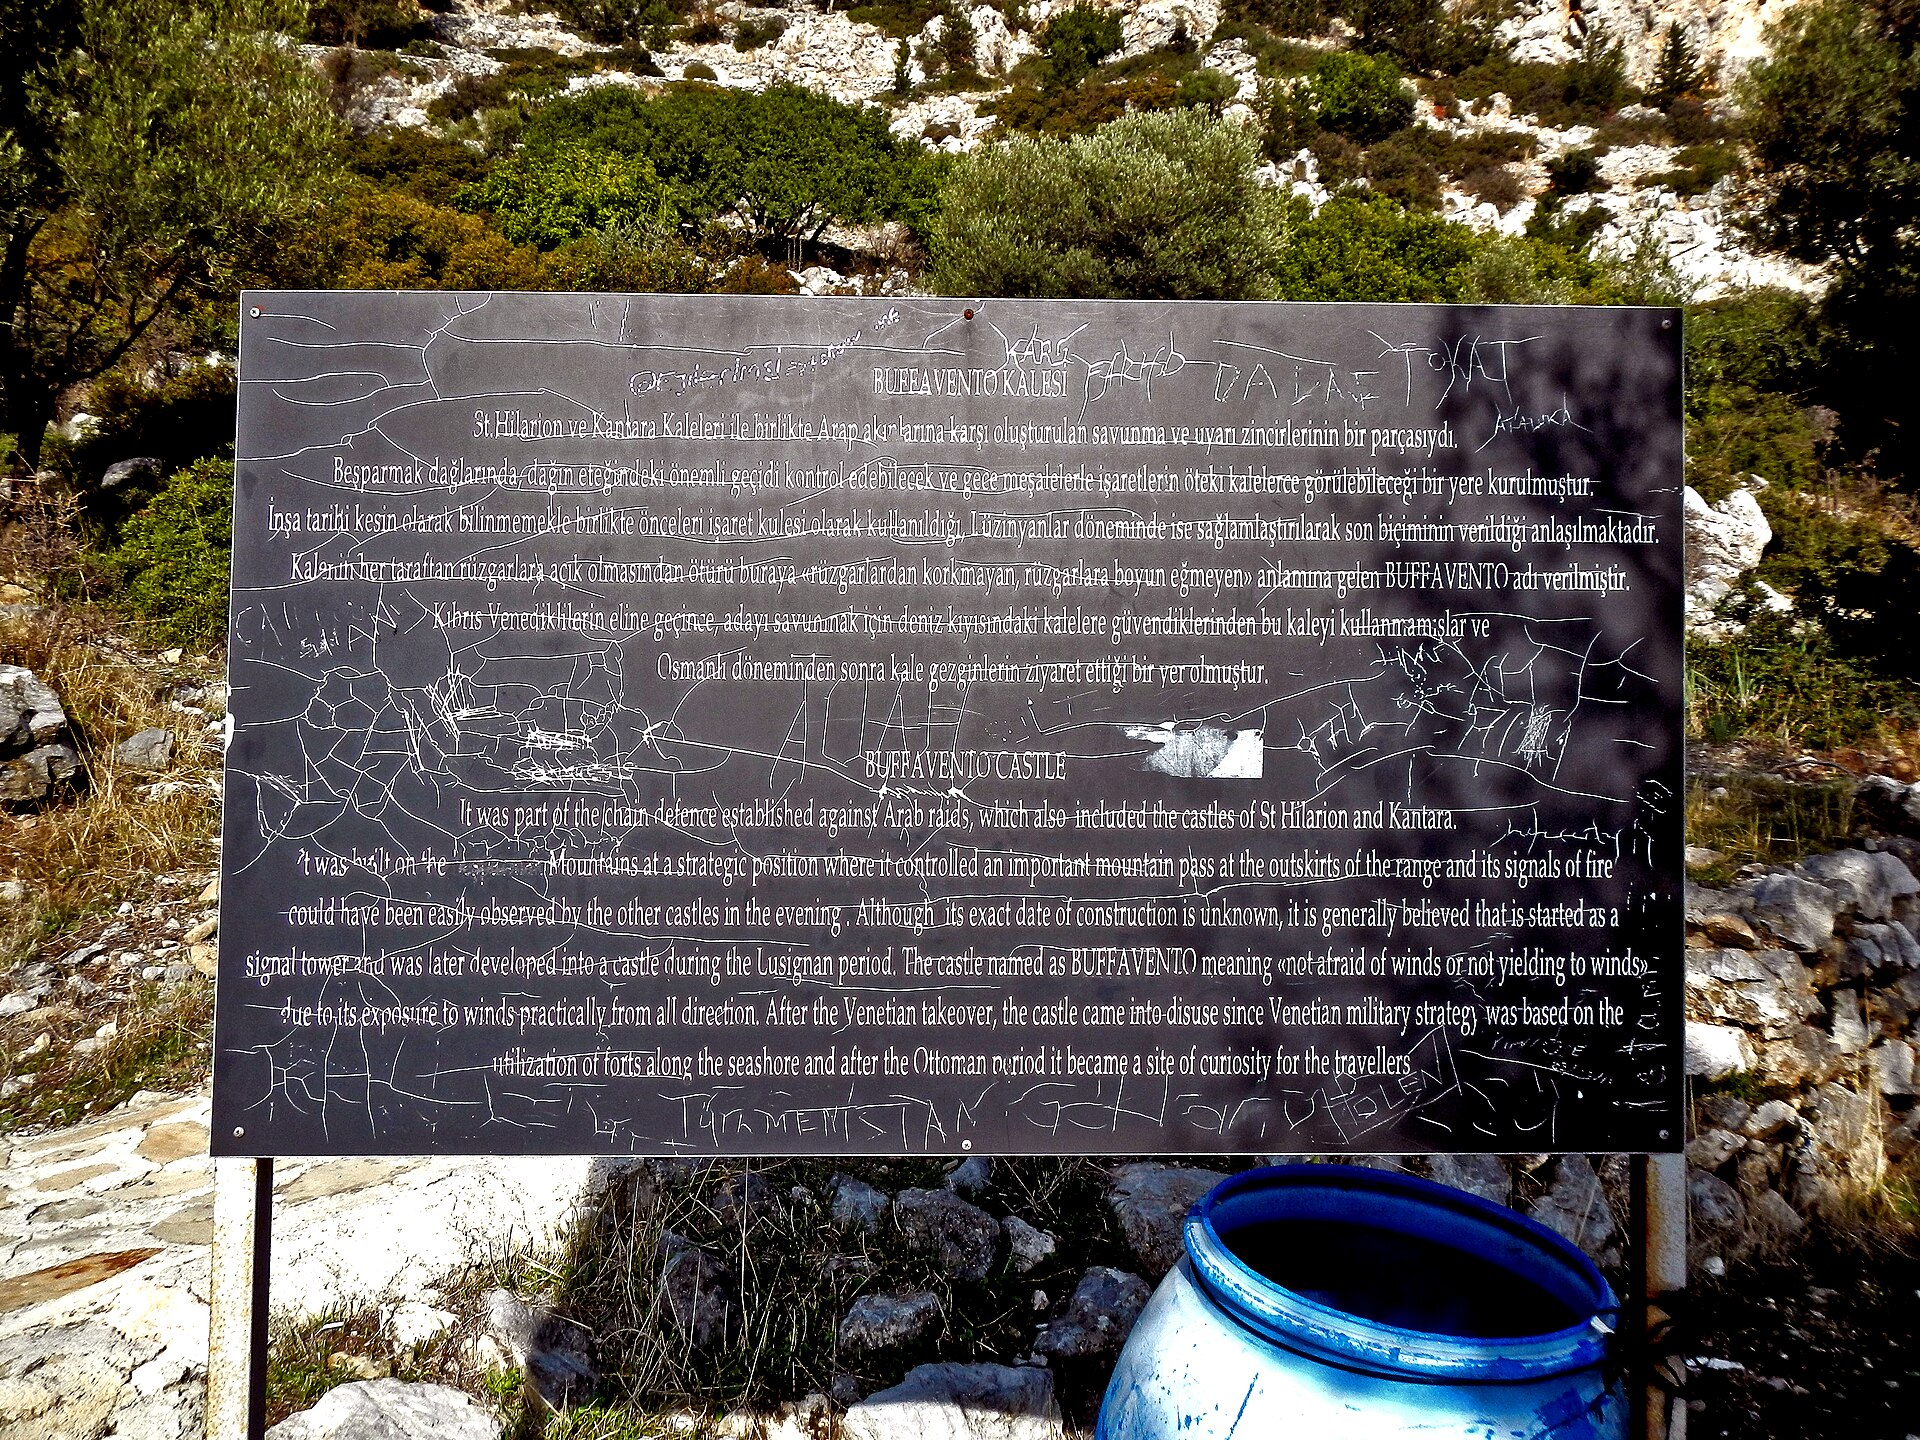 KARS
BUFFAVENTO KALESİ
TOKAT
St.Hilarion ve Kantara Kaleleri ile birlikte Arap akınlarına karşı oluşturulan savunma ve uyarı zincirlerinin bir parçasıydı.
Beşparmak dağlarında, dağın eteğindeki önemli geçidi kontrol edebilecek ve gece meşalelerle işaretlerin öteki kalelerce görülebileceği bir yere kurulmuştur.
İnşa tarihi kesin olarak bilinmemekle birlikte önceleri işaret kulesi olarak kullanıldığı, Lüzinyanlar döneminde ise sağlamlaştırılarak son biçiminin verildiği anlaşılmaktadır.
Kalenin her taraftan rüzgarlara açık olmasından ötürü buraya «rüzgarlardan korkmayan, rüzgarlara boyun eğmeyen» anlamına gelen BUFFAVENTO adı verilmiştir.
Kıbrıs Venediklilerin eline geçince, adayı savunmak için deniz kıyısındaki kalelere güvendiklerinden bu kaleyi kullanmamışlar ve
Osmanlı döneminden sonra kale gezginlerin ziyaret ettiği bir yer olmuştur.
BUFFAVENTO CASTLE
It was part of the chain defence established against Arab raids, which also included the castles of St Hilarion and Kantara.
It was built on the Mountains at a strategic position where it controlled an important mountain pass at the outskirts of the range and its signals of fire
could have been easily observed by the other castles in the evening . Although its exact date of construction is unknown, it is generally believed that is started as a
signal tower and was later developed into a castle during the Lusignan period. The castle named as BUFFAVENTO meaning «not afraid of winds or not yielding to winds»
due to its exposure to winds practically from all direction. After the Venetian takeover, the castle came into disuse since Venetian military strategy was based on the
utilization of forts along the seashore and after the Ottoman period it became a site of curiosity for the travellers
TÜRKMENISTAN